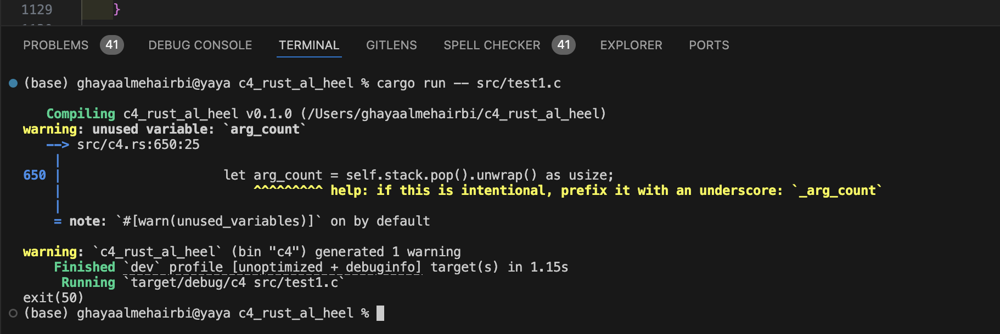 1129 }
PROBLEMS 41 DEBUG CONSOLE TERMINAL GITLENS SPELL CHECKER 41 EXPLORER PORTS
(base) ghayaalmehairbi@yaya c4_rust_al_heel % cargo run -- src/test1.c
Compiling c4_rust_al_heel v0.1.0 (/Users/ghayaalmehairbi/c4_rust_al_heel)
warning: unused variable: `arg_count`
--> src/c4.rs:650:25
|
650 | let arg_count = self.stack.pop().unwrap() as usize;
| ^^^^^^^^^ help: if this is intentional, prefix it with an underscore: `_arg_count`
|
= note: `#[warn(unused_variables)]` on by default
warning: `c4_rust_al_heel` (bin "c4") generated 1 warning
Finished `dev` profile [unoptimized + debuginfo] target(s) in 1.15s
Running `target/debug/c4 src/test1.c`
exit(50)
(base) ghayaalmehairbi@yaya c4_rust_al_heel %